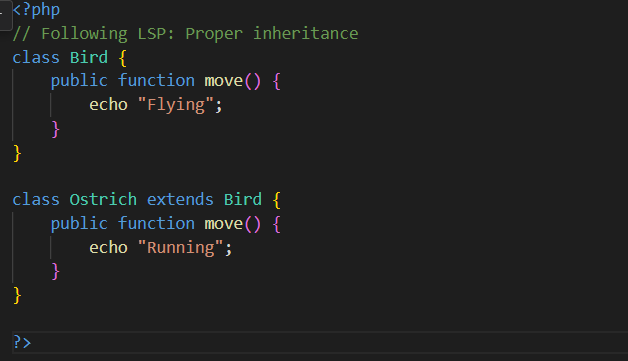 <?php
// Following LSP: Proper inheritance
class Bird {
    public function move() {
        echo "Flying";
    }
}

class Ostrich extends Bird {
    public function move() {
        echo "Running";
    }
}

?>